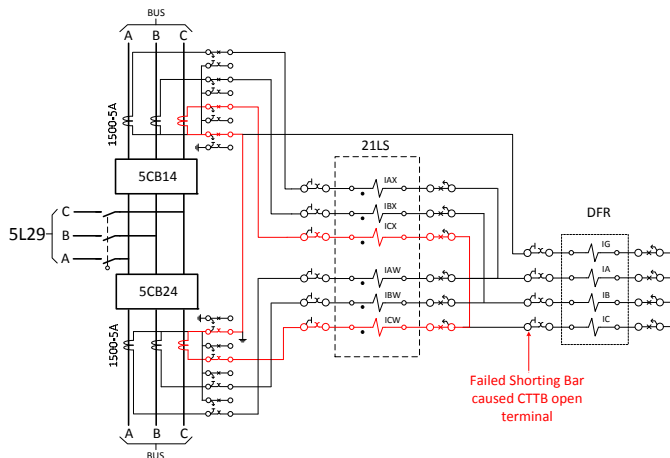 BUS
A B C
1500-5A
5CB14
21LS
IAX
IBX
ICX
DFR
C
5L29 B
A
IG
IA
IB
IC
IAW
IBW
ICW
5CB24
1500-5A
Failed Shorting Bar
caused CTTB open
terminal
A B C
BUS